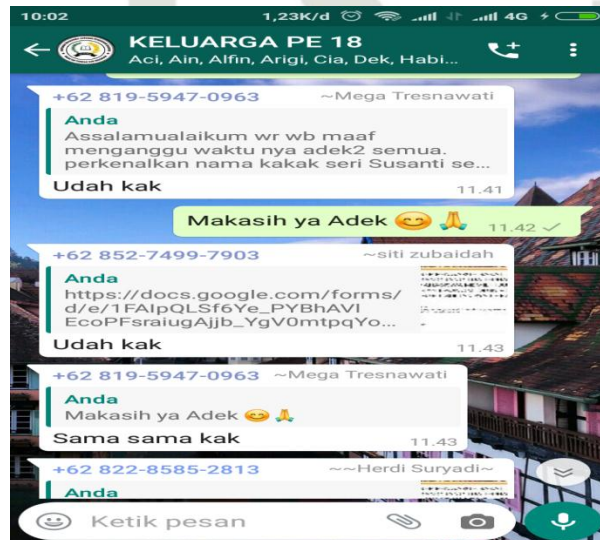 10:02 1,23K/d 4G
KELUARGA PE 18
Aci, Ain, Alfin, Arigi, Cia, Dek, Habi...
+62 819-5947-0963 ~Mega Tresnawati
Anda
Assalamualaikum wr wb maaf
menganggu waktu nya adek2 semua.
perkenalkan nama kakak seri Susanti se...
Udah kak 11.41
Makasih ya Adek 😊🙏 11.42
+62 852-7499-7903 ~siti zubaidah
Anda
https://docs.google.com/forms/
d/e/1FAIpQLSf6Ye_PYBhAVI
EcoPFsraiugAjjb_YgV0mtpqYo...
Udah kak 11.43
+62 819-5947-0963 ~Mega Tresnawati
Anda
Makasih ya Adek 😊🙏
Sama sama kak 11.43
+62 822-8585-2813 ~~Herdi Suryadi~
Anda
Ketik pesan